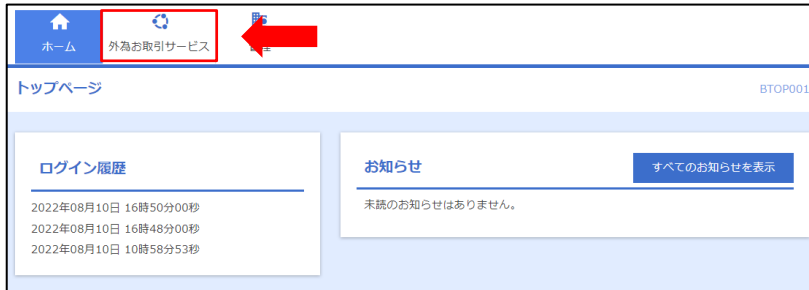 ホーム
外為お取引サービス
トップページ
BTOP001
ログイン履歴
2022年08月10日 16時50分00秒
2022年08月10日 16時48分00秒
2022年08月10日 10時58分53秒
お知らせ
すべてのお知らせを表示
未読のお知らせはありません。